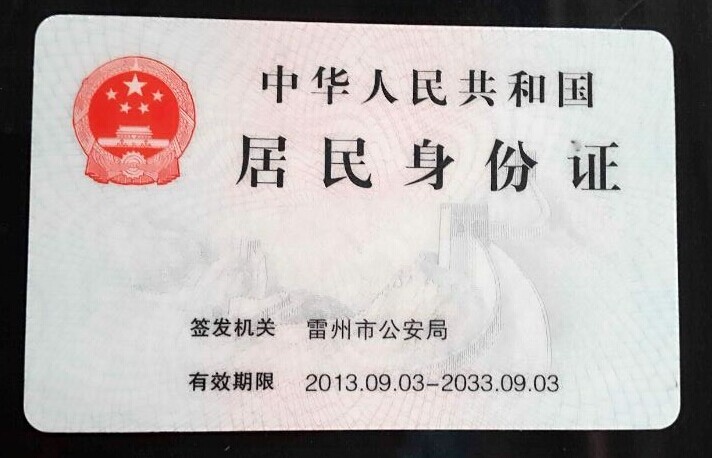 中华人民共和国
居民身份证
签发机关 雷州市公安局
有效期限 2013.09.03-2033.09.03